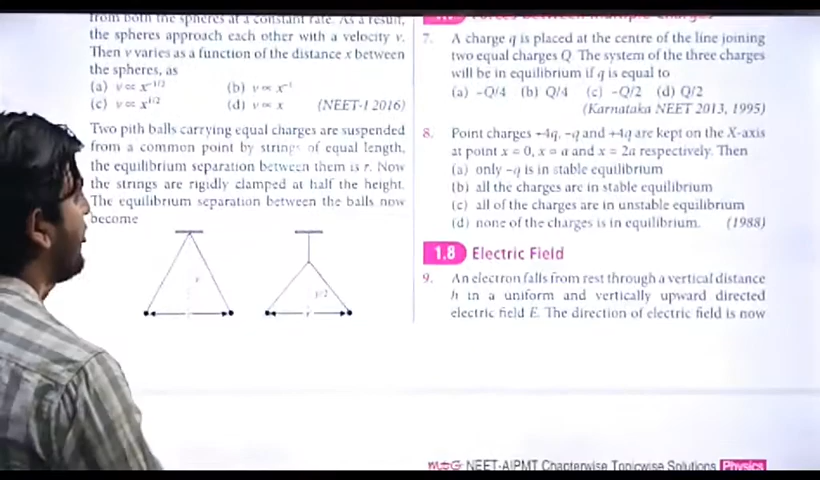 from both the spheres at a constant rate. As a result,
the spheres approach each other with a velocity v.
Then v varies as a function of the distance x between
the spheres, as
(a) v ∝ x⁻¹/² (b) v ∝ x⁻¹
(c) v ∝ x¹/² (d) v ∝ x (NEET-I 2016)
Two pith balls carrying equal charges are suspended
from a common point by strings of equal length,
the equilibrium separation between them is r. Now
the strings are rigidly clamped at half the height.
The equilibrium separation between the balls now
become
y
y/2
Forces between Multiple Charges
7. A charge q is placed at the centre of the line joining
two equal charges Q. The system of the three charges
will be in equilibrium if q is equal to
(a) -Q/4 (b) Q/4 (c) -Q/2 (d) Q/2
(Karnataka NEET 2013, 1995)
8. Point charges +4q, -q and +4q are kept on the X-axis
at point x = 0, x = a and x = 2a respectively. Then
(a) only -q is in stable equilibrium
(b) all the charges are in stable equilibrium
(c) all of the charges are in unstable equilibrium
(d) none of the charges is in equilibrium. (1988)
1.8 Electric Field
9. An electron falls from rest through a vertical distance
h in a uniform and vertically upward directed
electric field E. The direction of electric field is now
MtG NEET-AIPMT Chapterwise Topicwise Solutions Physics